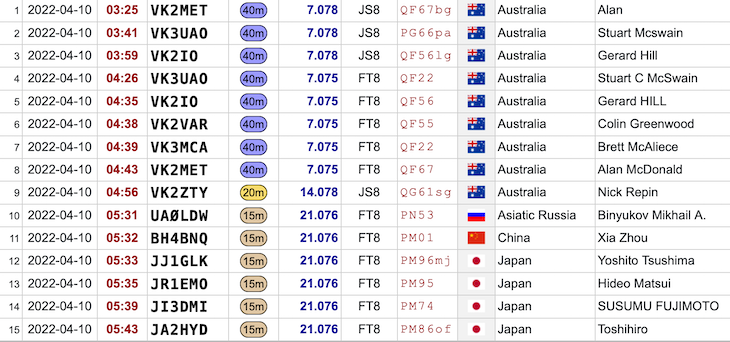 1 2022-04-10 03:25 VK2MET 40m 7.078 JS8 QF67bg Australia Alan
2 2022-04-10 03:41 VK3UAO 40m 7.078 JS8 PG66pa Australia Stuart Mcswain
3 2022-04-10 03:59 VK2IO 40m 7.078 JS8 QF56lg Australia Gerard Hill
4 2022-04-10 04:26 VK3UAO 40m 7.075 FT8 QF22 Australia Stuart C McSwain
5 2022-04-10 04:35 VK2IO 40m 7.075 FT8 QF56 Australia Gerard HILL
6 2022-04-10 04:38 VK2VAR 40m 7.075 FT8 QF55 Australia Colin Greenwood
7 2022-04-10 04:39 VK3MCA 40m 7.075 FT8 QF22 Australia Brett McAliece
8 2022-04-10 04:43 VK2MET 40m 7.075 FT8 QF67 Australia Alan McDonald
9 2022-04-10 04:56 VK2ZTY 20m 14.078 JS8 QG61sg Australia Nick Repin
10 2022-04-10 05:31 UAØLDW 15m 21.076 FT8 PN53 Asiatic Russia Binyukov Mikhail A.
11 2022-04-10 05:32 BH4BNQ 15m 21.076 FT8 PM01 China Xia Zhou
12 2022-04-10 05:33 JJ1GLK 15m 21.076 FT8 PM96mj Japan Yoshito Tsushima
13 2022-04-10 05:35 JR1EMO 15m 21.076 FT8 PM95 Japan Hideo Matsui
14 2022-04-10 05:39 JI3DMI 15m 21.076 FT8 PM74 Japan SUSUMU FUJIMOTO
15 2022-04-10 05:43 JA2HYD 15m 21.076 FT8 PM86of Japan Toshihiro